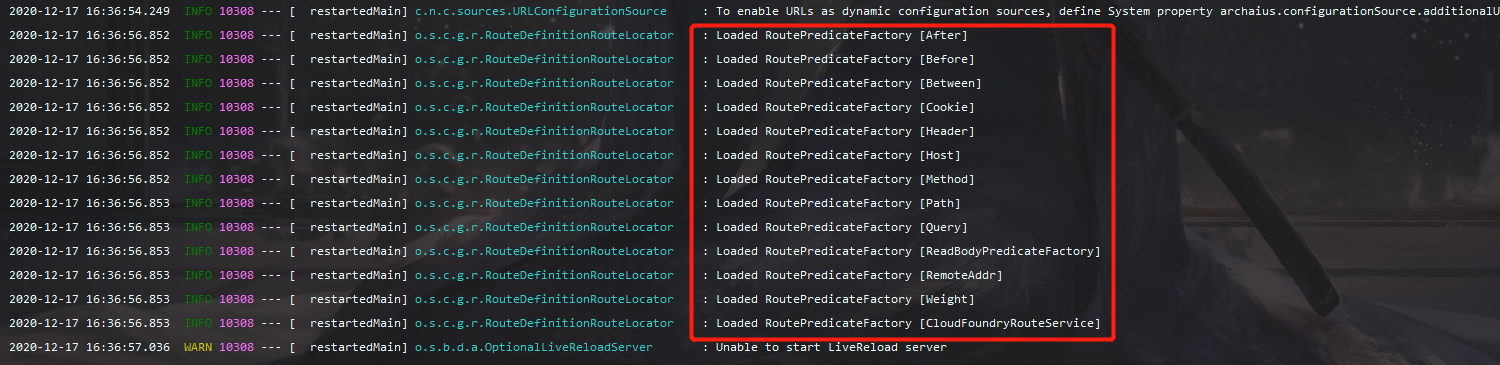 2020-12-17 16:36:54.249  INFO 10308 --- [  restartedMain] c.n.c.sources.URLConfigurationSource     : To enable URLs as dynamic configuration sources, define System property archaius.configurationSource.additionalU
2020-12-17 16:36:56.852  INFO 10308 --- [  restartedMain] o.s.c.g.r.RouteDefinitionRouteLocator    : Loaded RoutePredicateFactory [After]
2020-12-17 16:36:56.852  INFO 10308 --- [  restartedMain] o.s.c.g.r.RouteDefinitionRouteLocator    : Loaded RoutePredicateFactory [Before]
2020-12-17 16:36:56.852  INFO 10308 --- [  restartedMain] o.s.c.g.r.RouteDefinitionRouteLocator    : Loaded RoutePredicateFactory [Between]
2020-12-17 16:36:56.852  INFO 10308 --- [  restartedMain] o.s.c.g.r.RouteDefinitionRouteLocator    : Loaded RoutePredicateFactory [Cookie]
2020-12-17 16:36:56.852  INFO 10308 --- [  restartedMain] o.s.c.g.r.RouteDefinitionRouteLocator    : Loaded RoutePredicateFactory [Header]
2020-12-17 16:36:56.852  INFO 10308 --- [  restartedMain] o.s.c.g.r.RouteDefinitionRouteLocator    : Loaded RoutePredicateFactory [Host]
2020-12-17 16:36:56.852  INFO 10308 --- [  restartedMain] o.s.c.g.r.RouteDefinitionRouteLocator    : Loaded RoutePredicateFactory [Method]
2020-12-17 16:36:56.853  INFO 10308 --- [  restartedMain] o.s.c.g.r.RouteDefinitionRouteLocator    : Loaded RoutePredicateFactory [Path]
2020-12-17 16:36:56.853  INFO 10308 --- [  restartedMain] o.s.c.g.r.RouteDefinitionRouteLocator    : Loaded RoutePredicateFactory [Query]
2020-12-17 16:36:56.853  INFO 10308 --- [  restartedMain] o.s.c.g.r.RouteDefinitionRouteLocator    : Loaded RoutePredicateFactory [ReadBodyPredicateFactory]
2020-12-17 16:36:56.853  INFO 10308 --- [  restartedMain] o.s.c.g.r.RouteDefinitionRouteLocator    : Loaded RoutePredicateFactory [RemoteAddr]
2020-12-17 16:36:56.853  INFO 10308 --- [  restartedMain] o.s.c.g.r.RouteDefinitionRouteLocator    : Loaded RoutePredicateFactory [Weight]
2020-12-17 16:36:56.853  INFO 10308 --- [  restartedMain] o.s.c.g.r.RouteDefinitionRouteLocator    : Loaded RoutePredicateFactory [CloudFoundryRouteService]
2020-12-17 16:36:57.036  WARN 10308 --- [  restartedMain] o.s.b.d.a.OptionalLiveReloadServer       : Unable to start LiveReload server